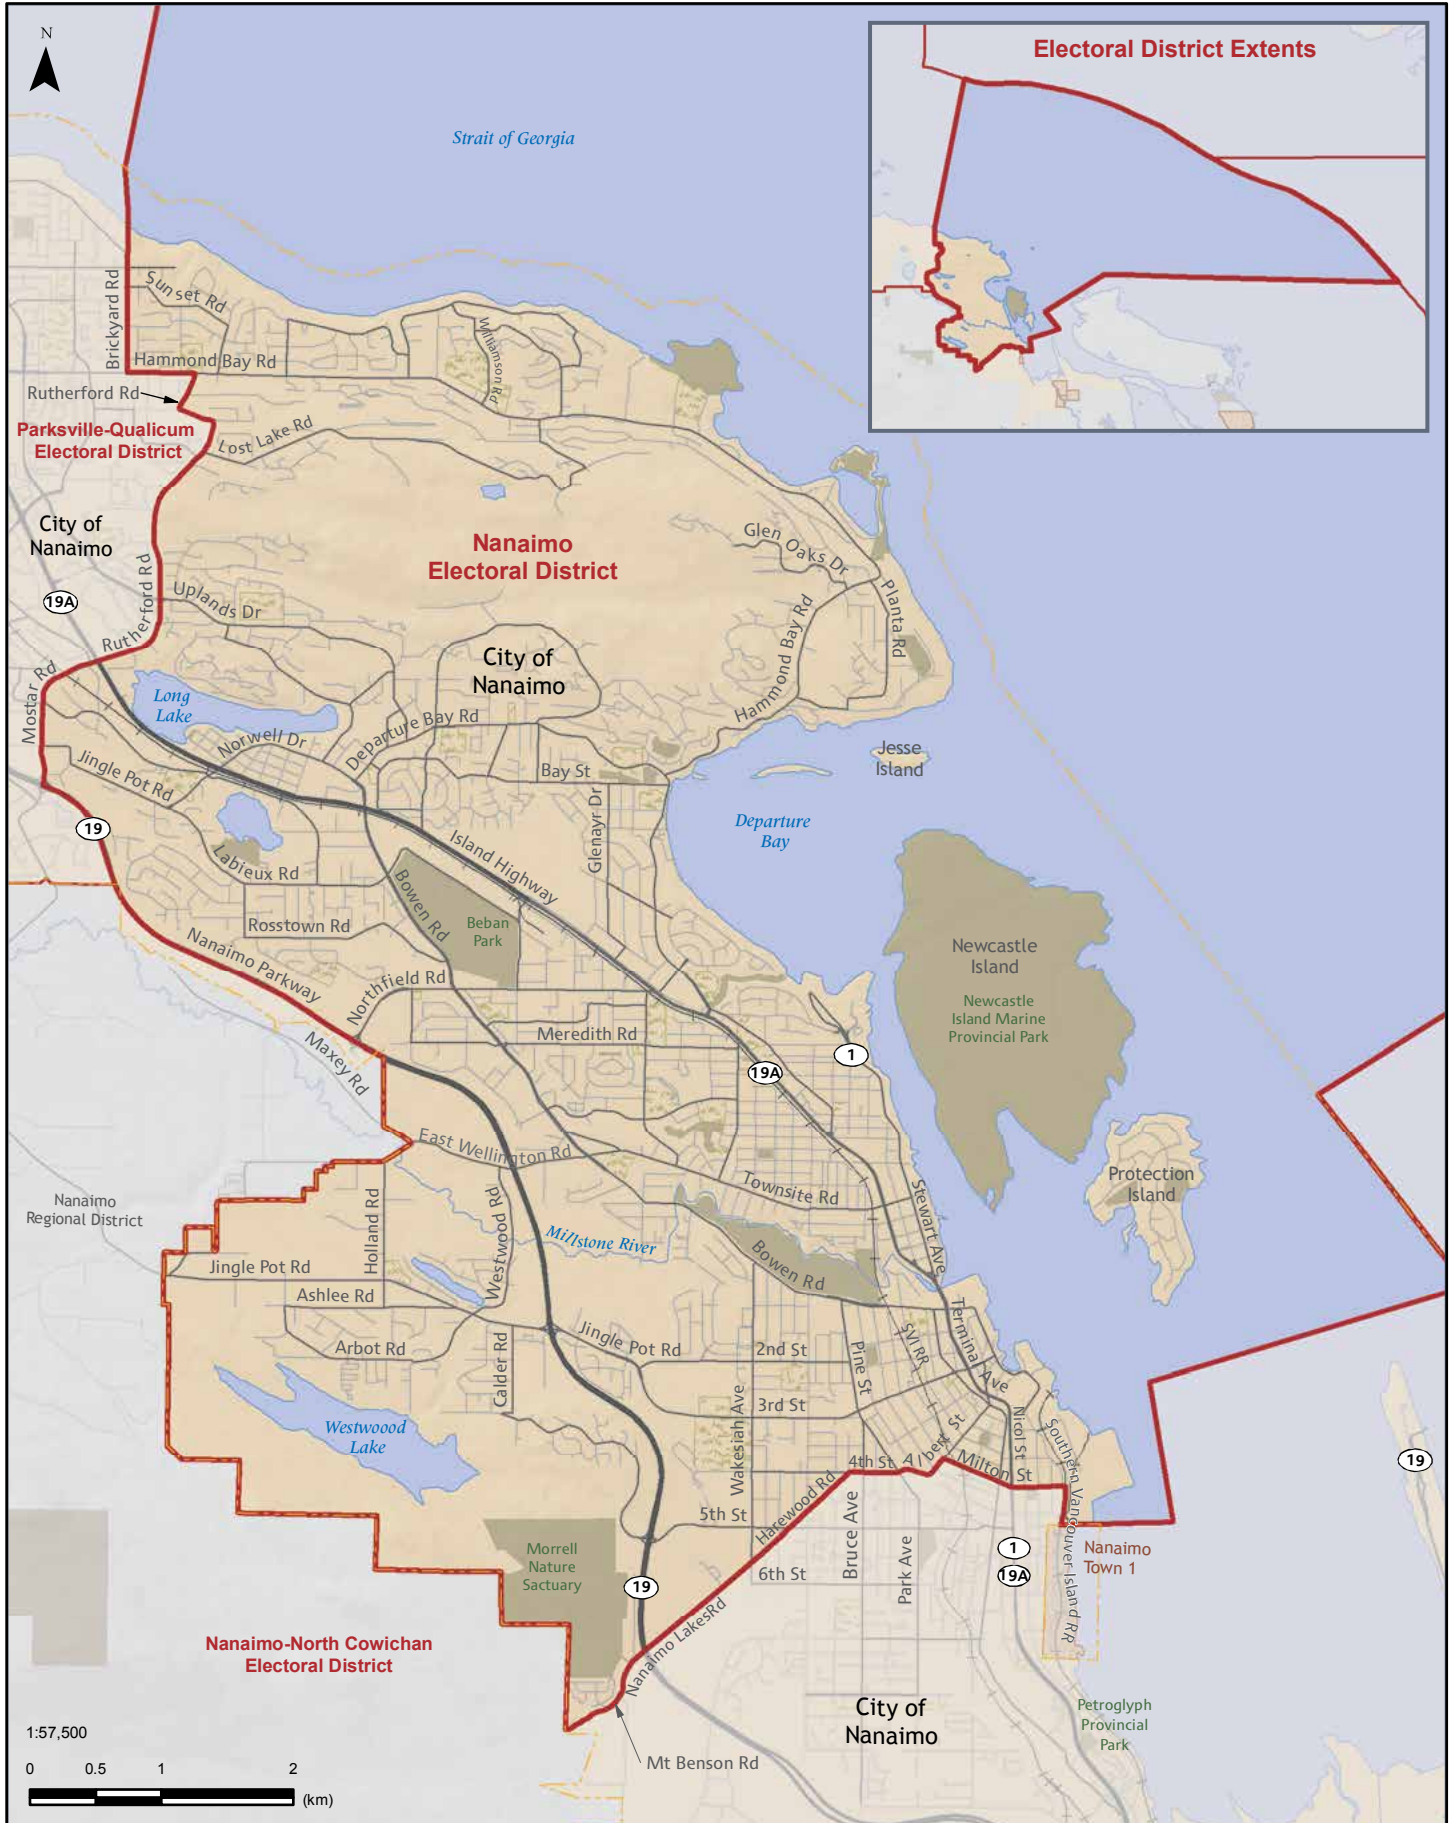 N
Electoral District Extents
Strait of Georgia
Brickyard Rd
Sunset Rd
Williamson Rd
Hammond Bay Rd
Rutherford Rd
Parksville-Qualicum
Electoral District
Lost Lake Rd
City of
Nanaimo
Nanaimo
Electoral District
Glen Oaks Dr
19A
Rutherford Rd
Uplands Dr
Planta Rd
Hammond Bay Rd
City of
Nanaimo
Mostar Rd
Long
Lake
Departure Bay Rd
Norwell Dr
Jesse
Island
Jingle Pot Rd
Bay St
Glenayr Dr
Departure
Bay
19
Island Highway
Labieux Rd
Bowen Rd
Beban
Park
Rosstown Rd
Nanaimo Parkway
Newcastle
Island
Newcastle
Island Marine
Provincial Park
Northfield Rd
Meredith Rd
Maxey Rd
1
19A
East Wellington Rd
Protection
Island
Townsite Rd
Nanaimo
Regional District
Holland Rd
Westwood Rd
Stewart Ave
Millstone River
Bowen Rd
Jingle Pot Rd
Ashlee Rd
Terminal Ave
SVI RR
Arbot Rd
Calder Rd
Jingle Pot Rd
2nd St
Pine St
Wakesiah Ave
3rd St
Nicol St
Westwoood
Lake
Albert St
Southern Vancouver Island RR
4th St
Milton St
19
Harewood Rd
5th St
Bruce Ave
Park Ave
Morrell
Nature
Sactuary
1
19A
Nanaimo
Town 1
6th St
19
Nanaimo LakesRd
Nanaimo-North Cowichan
Electoral District
City of
Nanaimo
Petroglyph
Provincial
Park
1:57,500
Mt Benson Rd
0 0.5 1 2
(km)